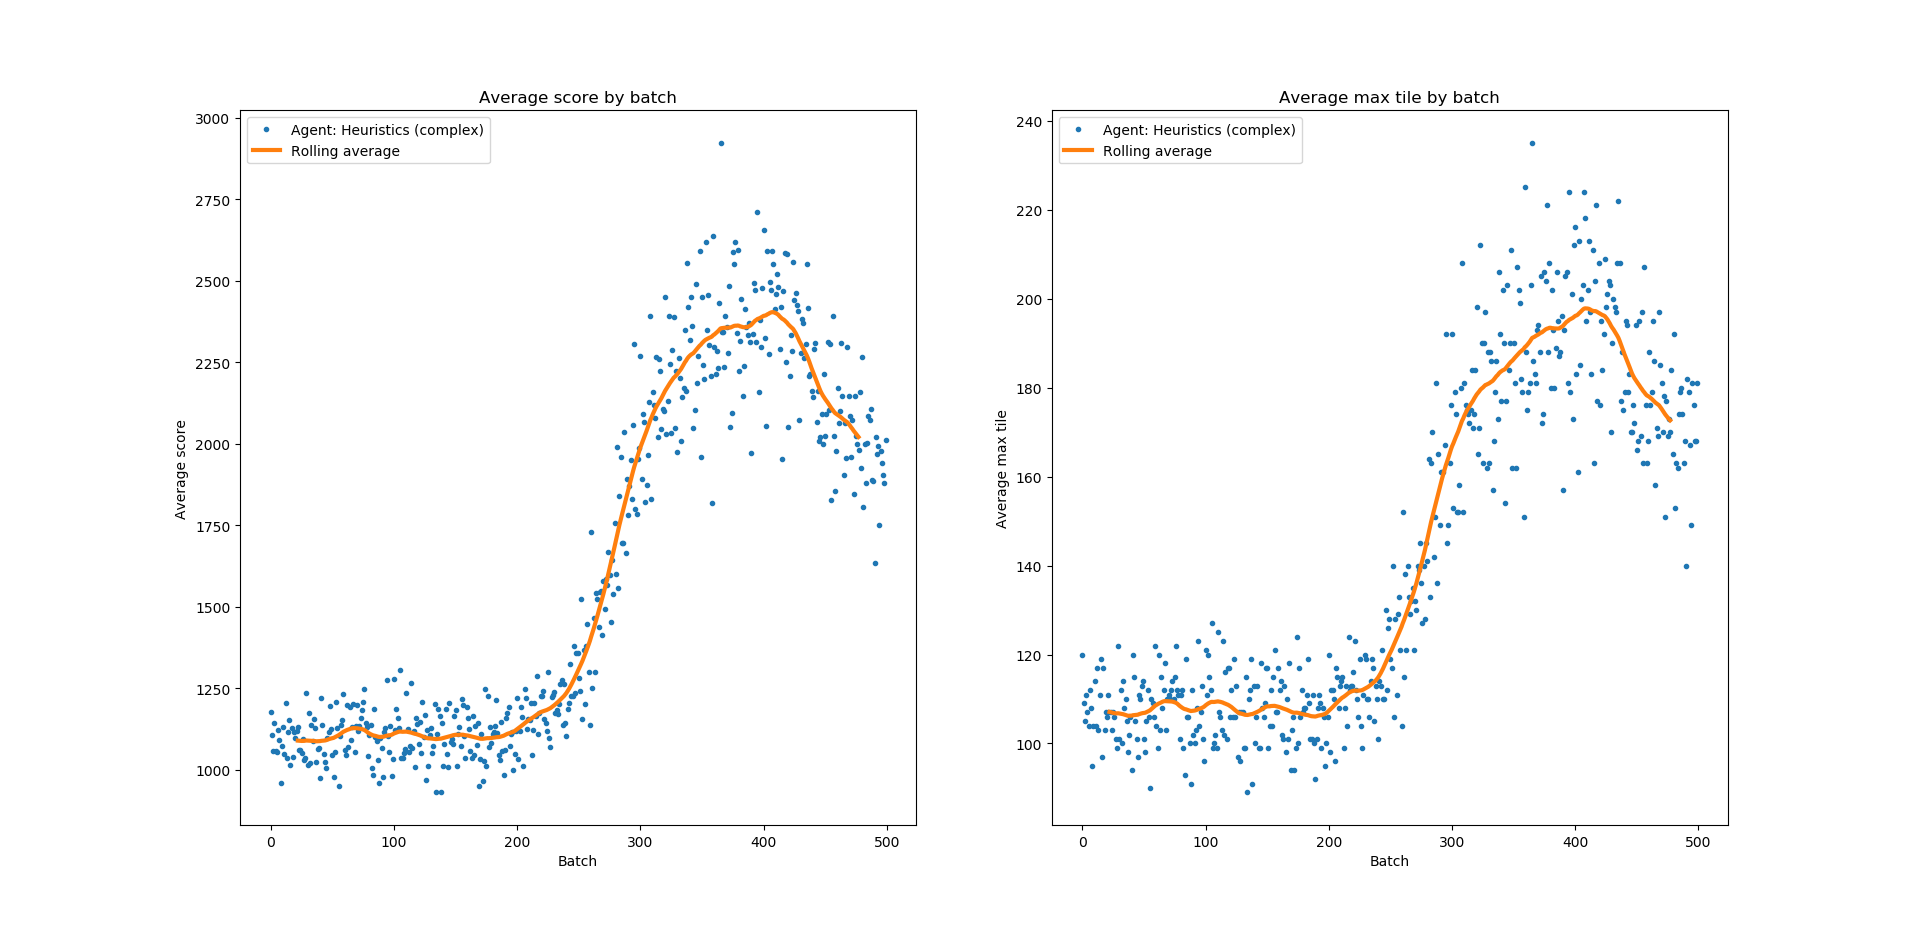 Average score by batch
Agent: Heuristics (complex)
Rolling average
3000
2750
2500
2250
2000
1750
1500
1250
1000
Average score
0 100 200 300 400 500
Batch
Average max tile by batch
Agent: Heuristics (complex)
Rolling average
240
220
200
180
160
140
120
100
Average max tile
0 100 200 300 400 500
Batch